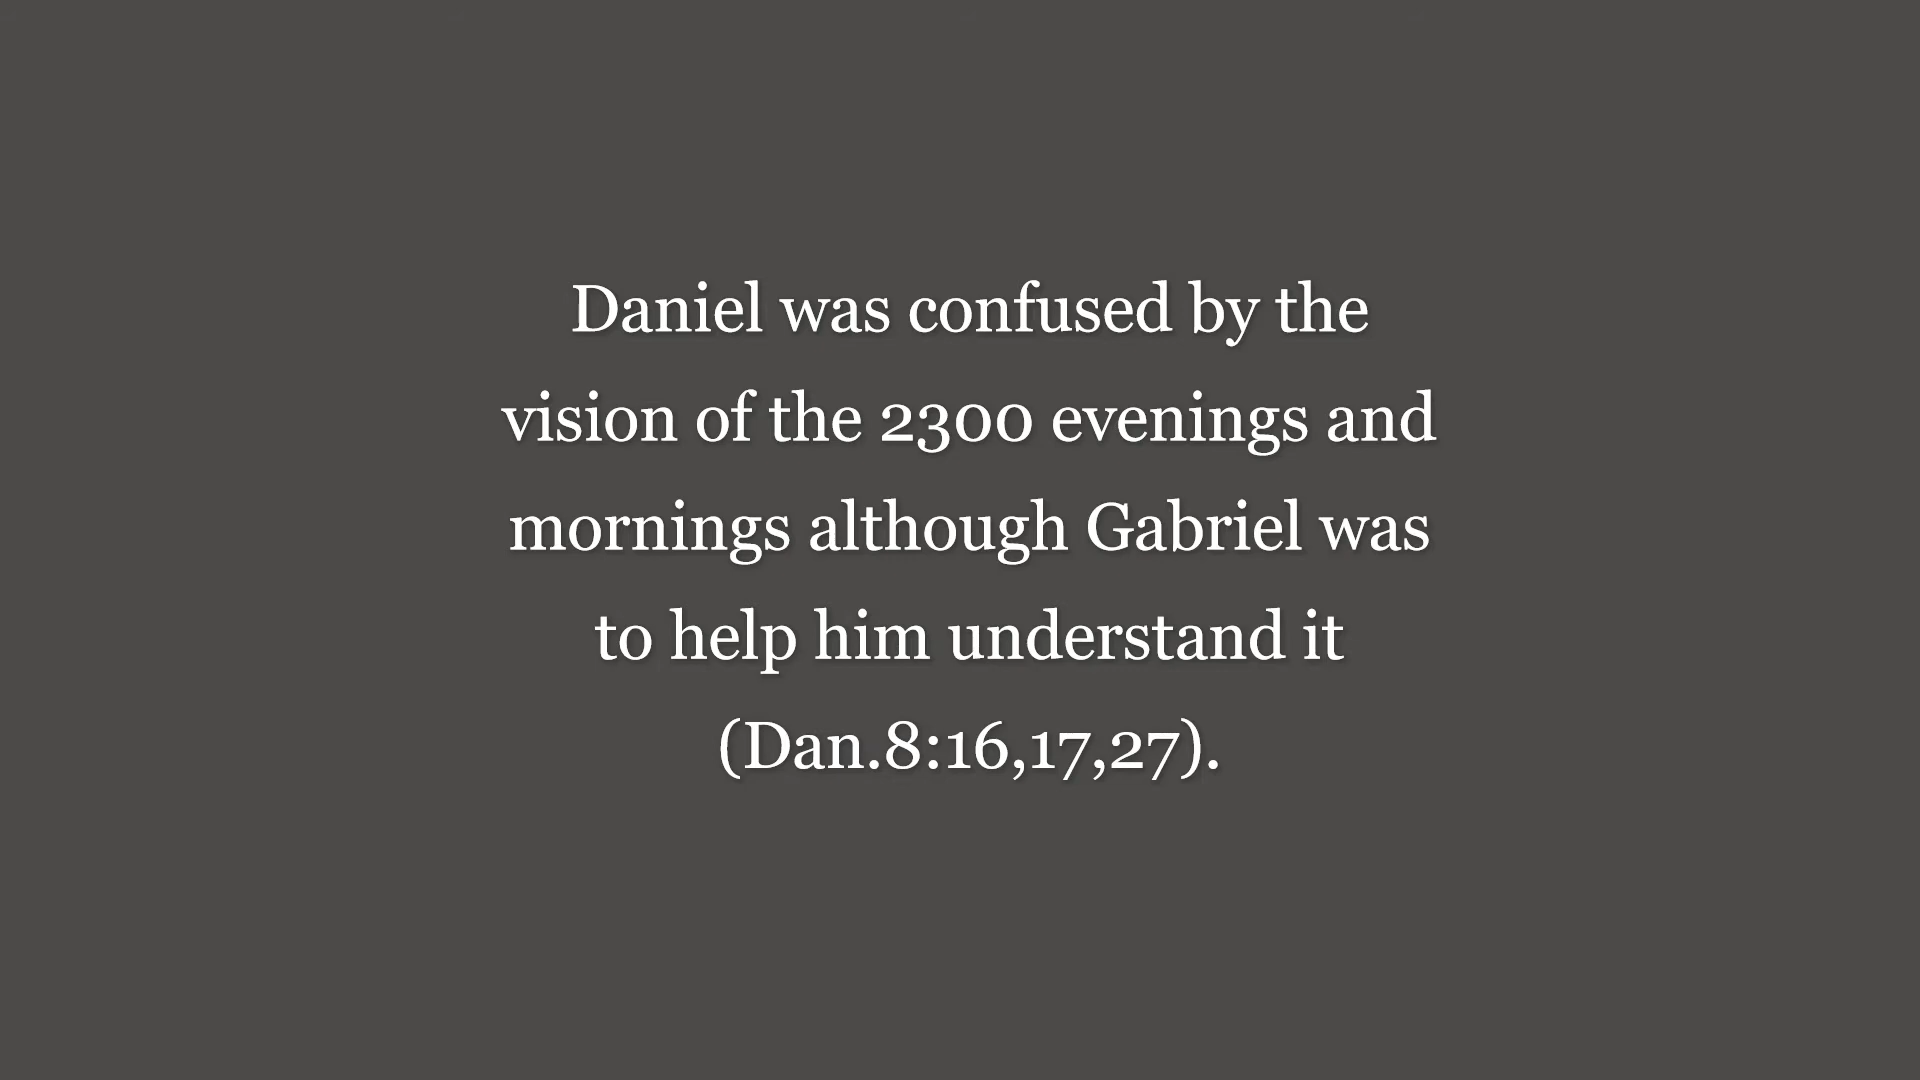 Daniel was confused by the
vision of the 2300 evenings and
mornings although Gabriel was
to help him understand it
(Dan.8:16,17,27).